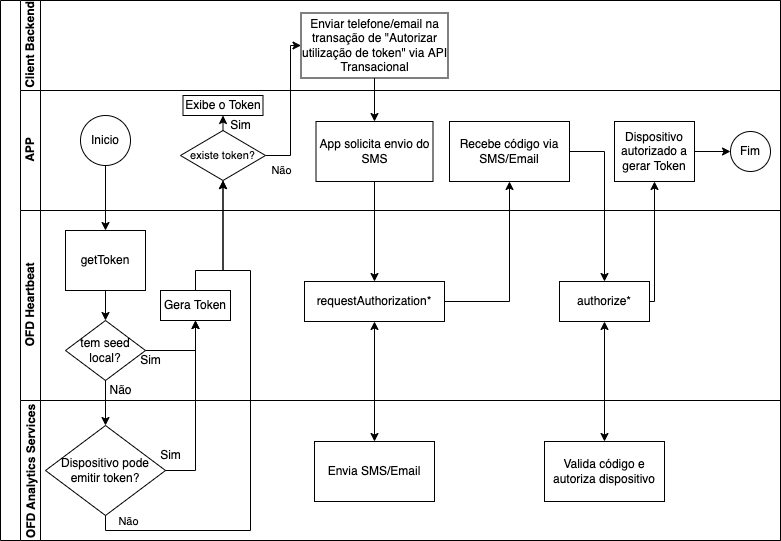 Client Backend
Enviar telefone/email na
transação de "Autorizar
utilização de token" via API
Transacional
APP
Inicio
Exibe o Token
Sim
existe token?
Não
App solicita envio do
SMS
Recebe código via
SMS/Email
Dispositivo
autorizado a
gerar Token
Fim
OFD Heartbeat
getToken
Gera Token
tem seed
local?
Sim
Não
requestAuthorization*
authorize*
OFD Analytics Services
Dispositivo pode
emitir token?
Sim
Não
Envia SMS/Email
Valida código e
autoriza dispositivo